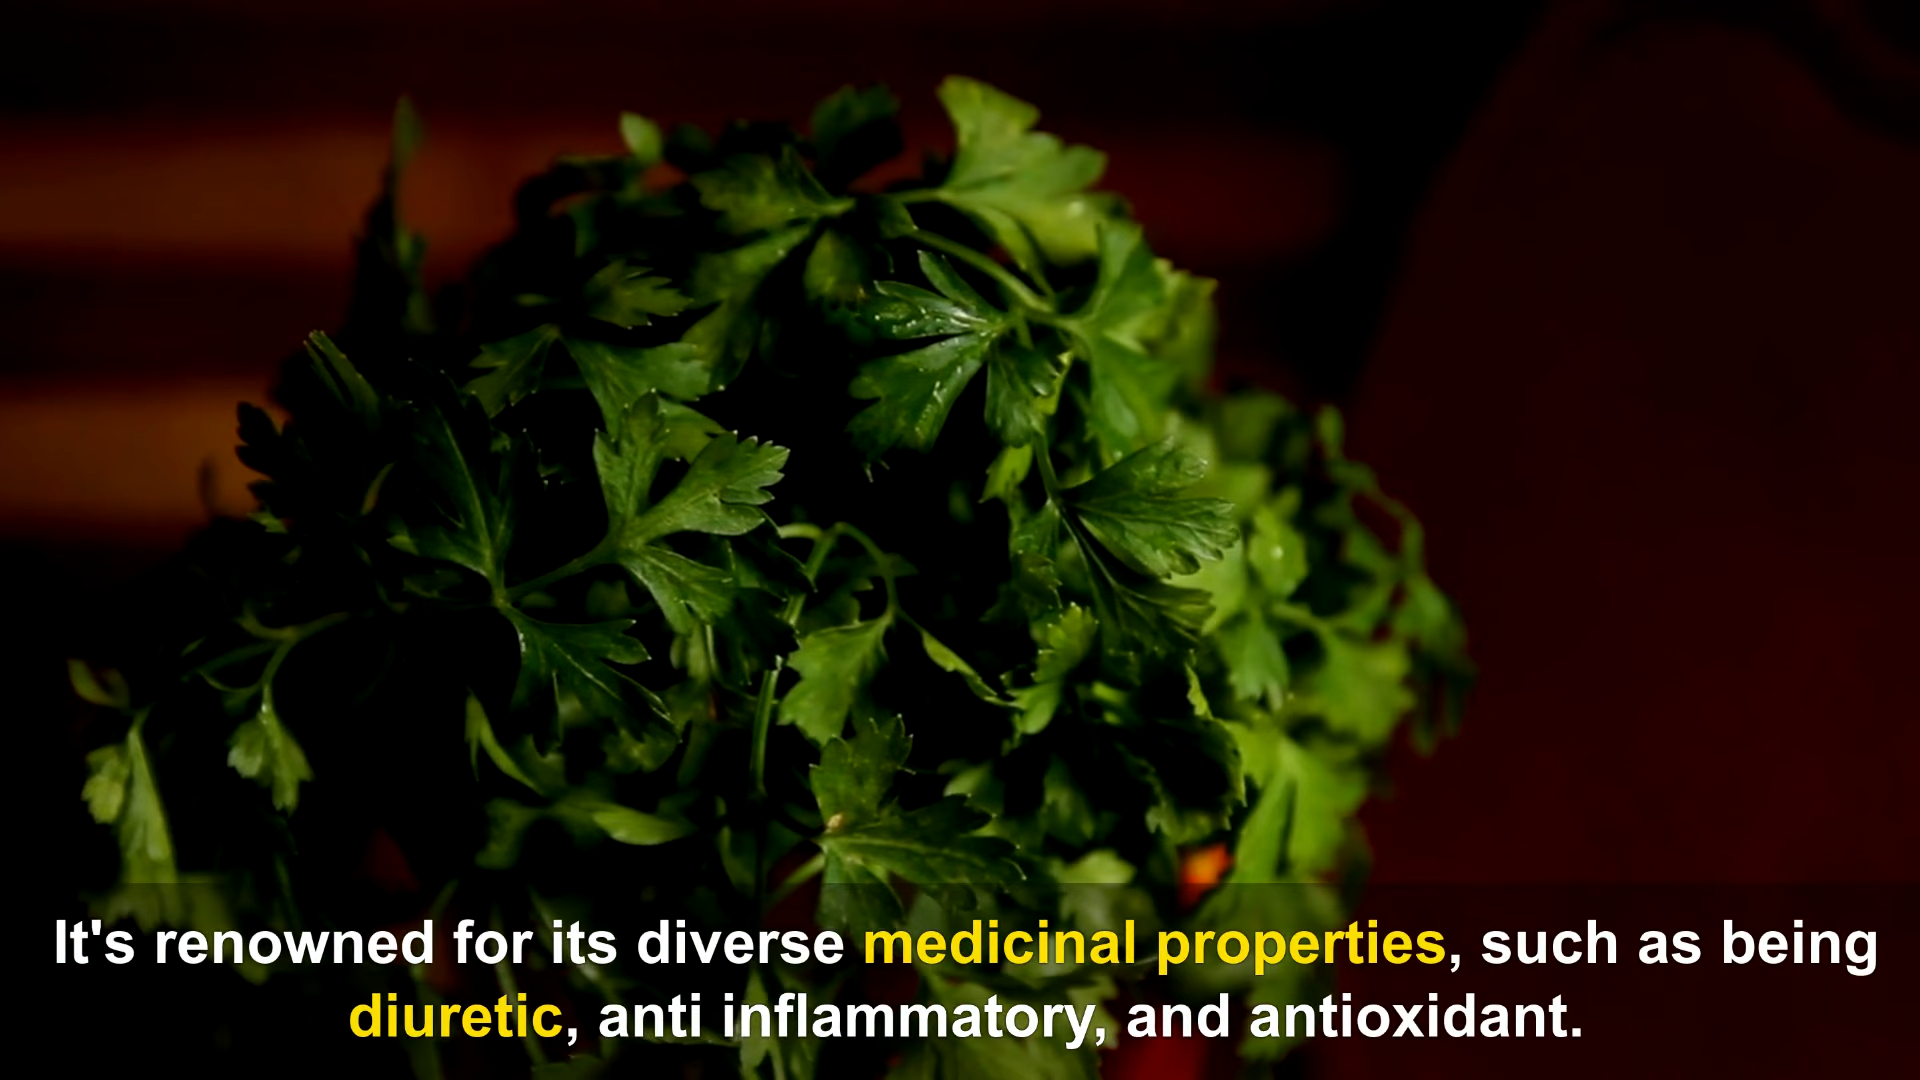 It's renowned for its diverse medicinal properties, such as being
diuretic, anti inflammatory, and antioxidant.